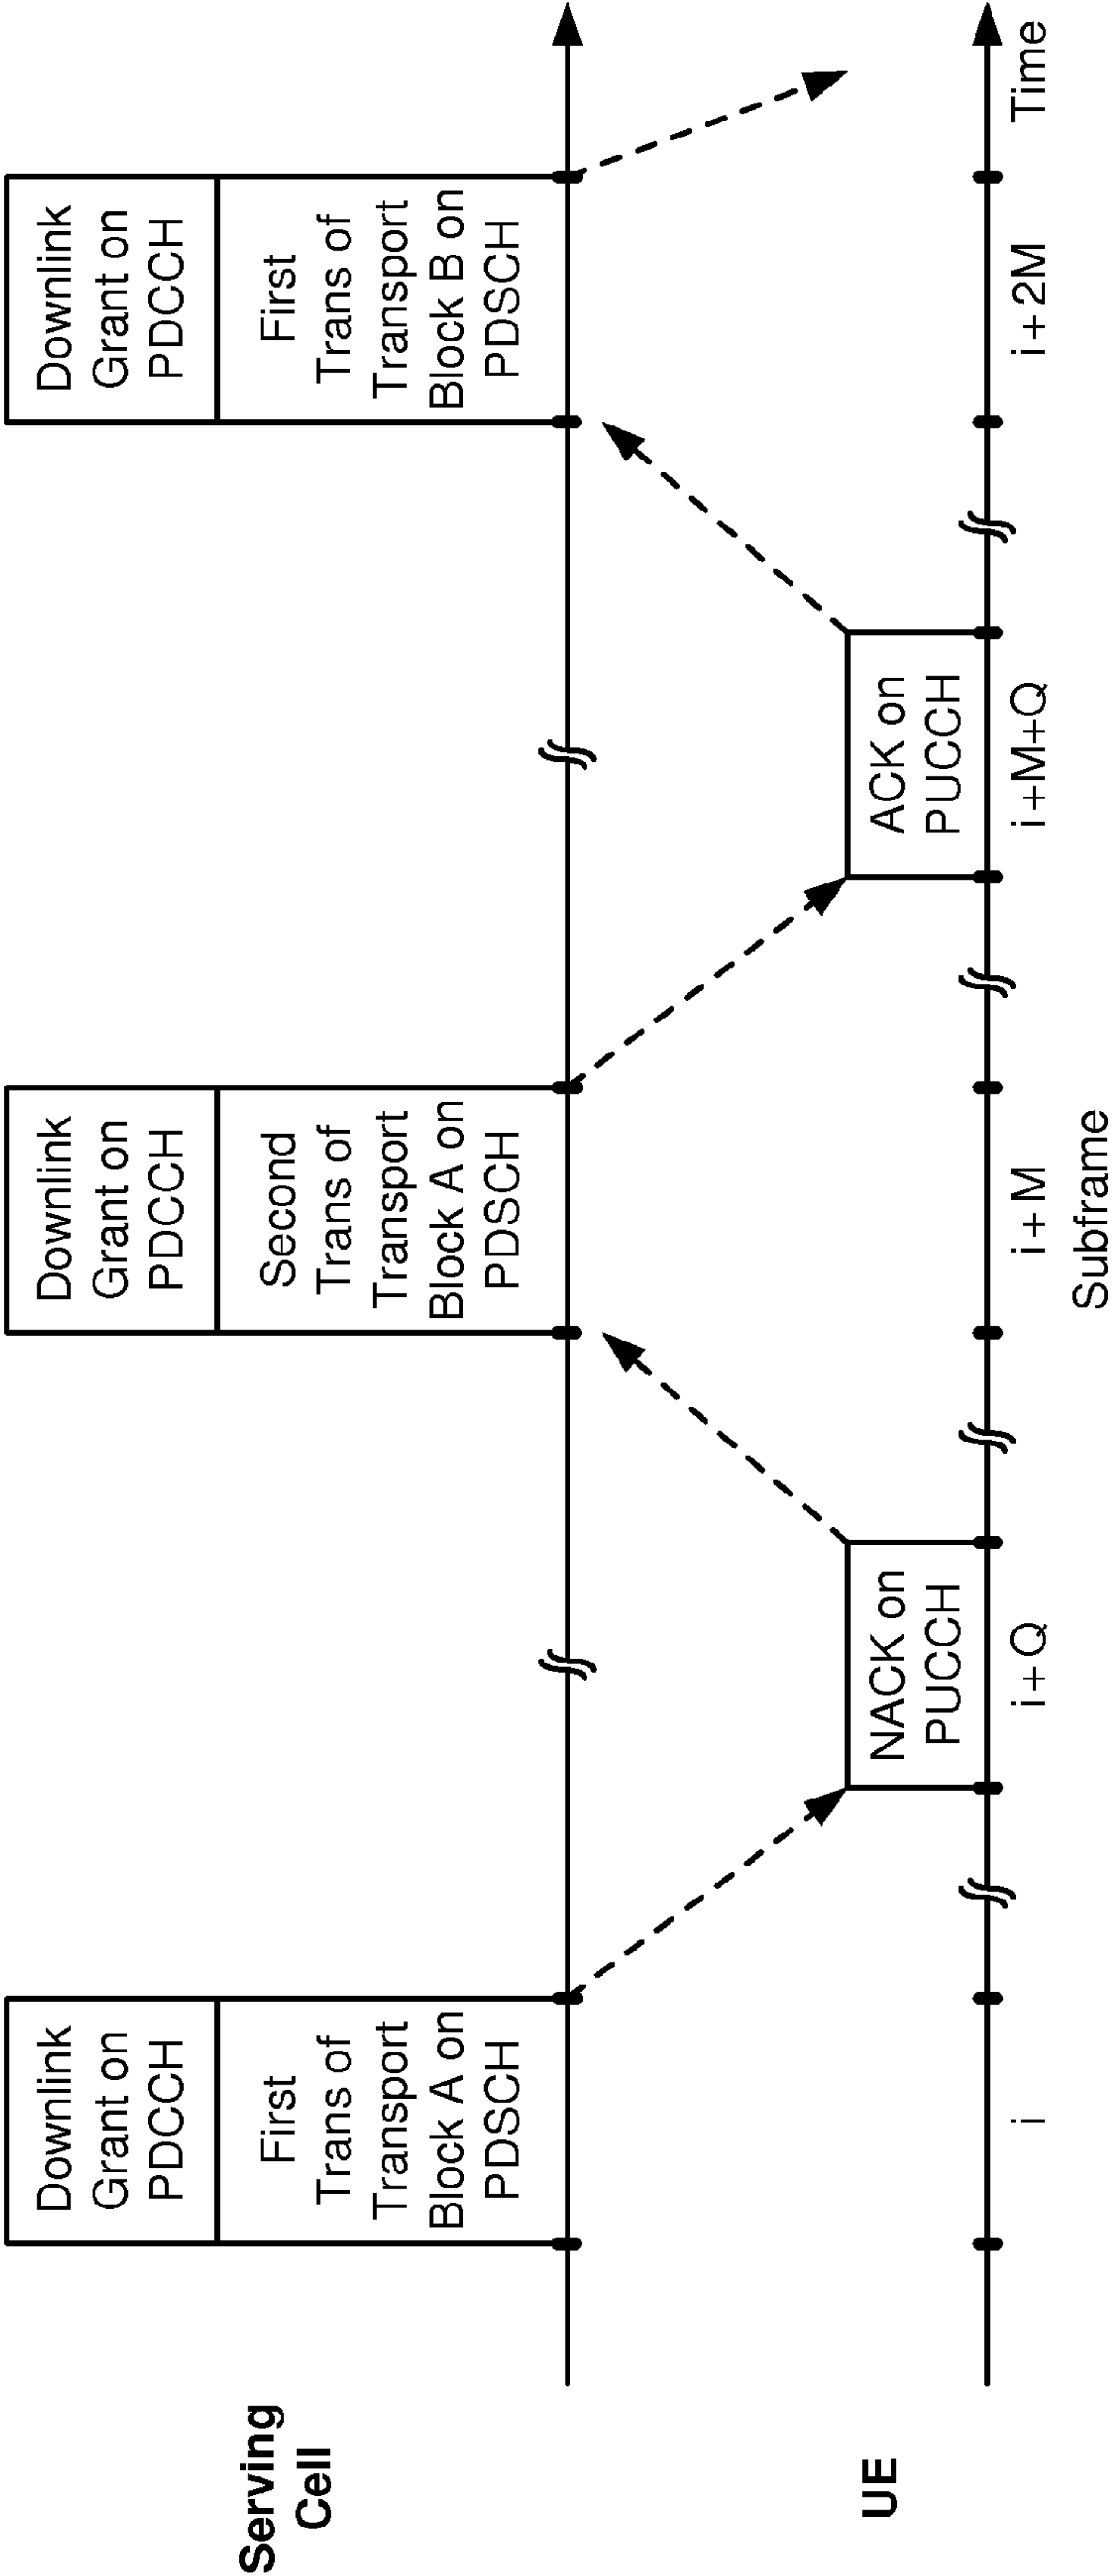 Serving
Cell
Downlink
Grant on
PDCCH
First
Trans of
Transport
Block A on
PDSCH
Downlink
Grant on
PDCCH
Second
Trans of
Transport
Block A on
PDSCH
Downlink
Grant on
PDCCH
First
Trans of
Transport
Block B on
PDSCH
UE
NACK on
PUCCH
ACK on
PUCCH
i
i+Q
i+M
i+M+Q
i+2M
Time
Subframe